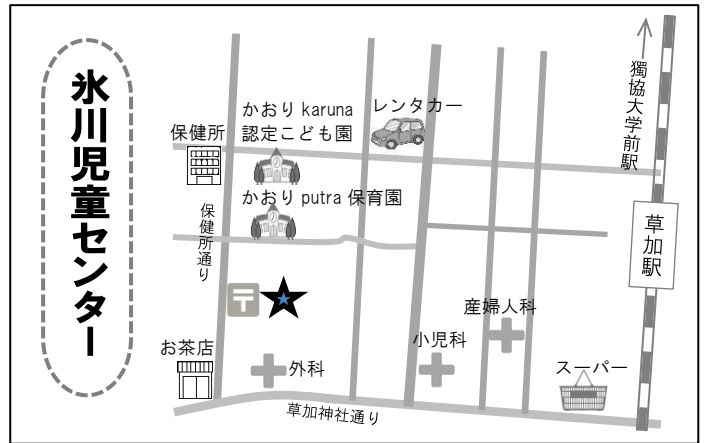 氷川児童センター
かおり karuna
認定こども園
レンタカー
保健所
獨協大学前駅
かおり putra 保育園
保健所通り
草加駅
〒
産婦人科
小児科
お茶店
外科
スーパー
草加神社通り